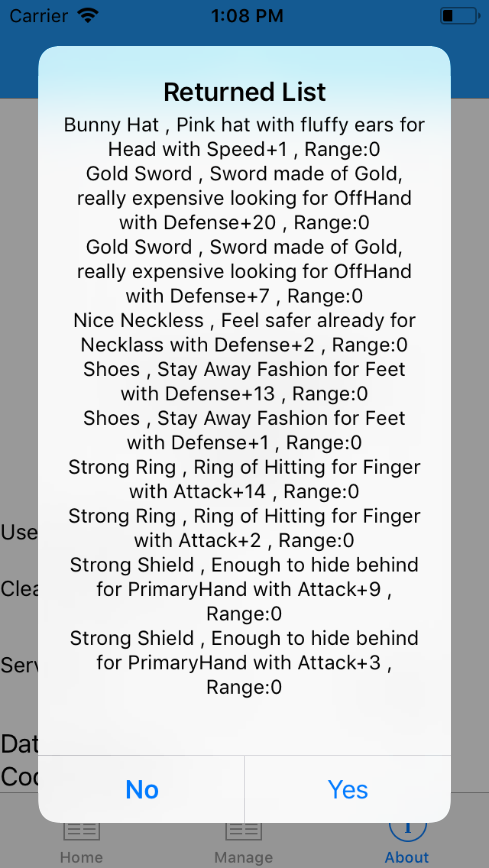 Carrier 1:08 PM
Returned List
Bunny Hat , Pink hat with fluffy ears for
Head with Speed+1 , Range:0
Gold Sword , Sword made of Gold,
really expensive looking for OffHand
with Defense+20 , Range:0
Gold Sword , Sword made of Gold,
really expensive looking for OffHand
with Defense+7 , Range:0
Nice Neckless , Feel safer already for
Necklass with Defense+2 , Range:0
Shoes , Stay Away Fashion for Feet
with Defense+13 , Range:0
Shoes , Stay Away Fashion for Feet
with Defense+1 , Range:0
Strong Ring , Ring of Hitting for Finger
with Attack+14 , Range:0
Strong Ring , Ring of Hitting for Finger
with Attack+2 , Range:0
Strong Shield , Enough to hide behind
for PrimaryHand with Attack+9 ,
Range:0
Strong Shield , Enough to hide behind
for PrimaryHand with Attack+3 ,
Range:0
Use
Clea
Serv
Dat
Coo
No Yes
Home Manage About